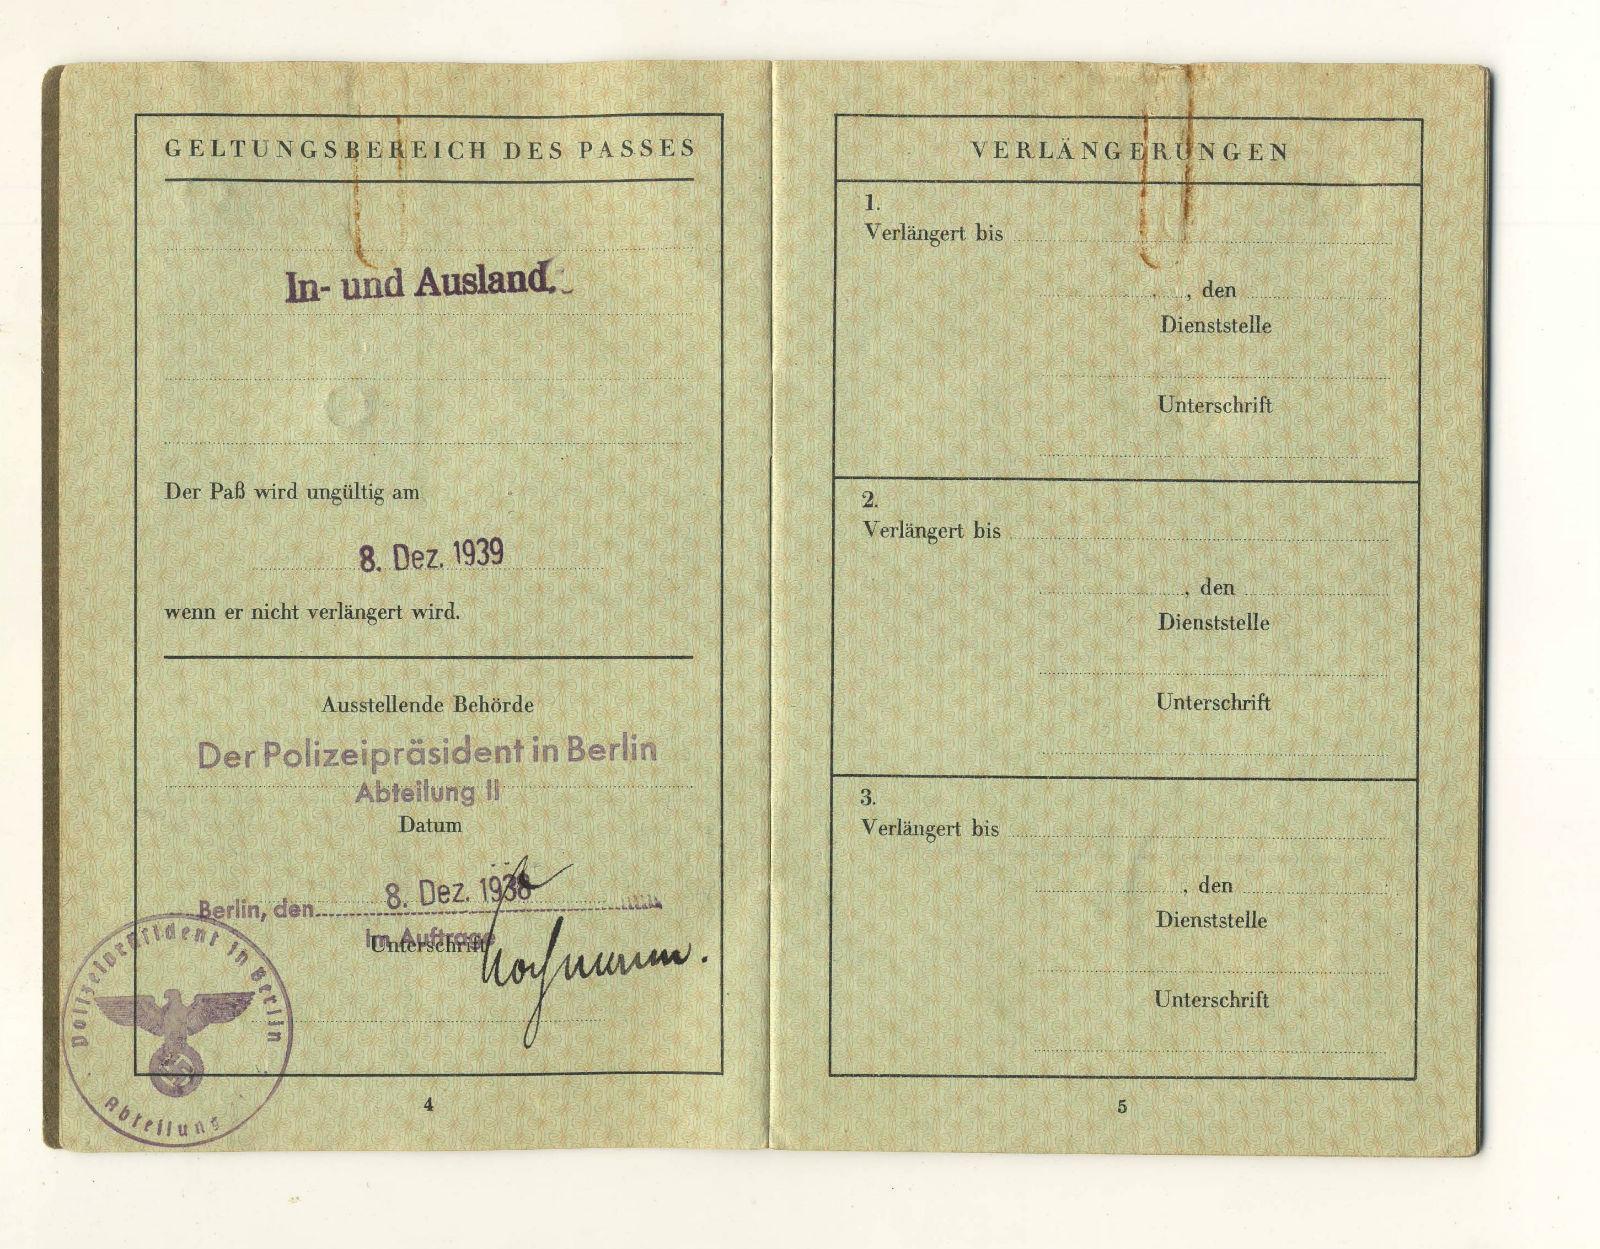 GELTUNGSBEREICH DES PASSES
In- und Ausland.
Der Paß wird ungültig am
8. Dez. 1939
wenn er nicht verlängert wird.
Ausstellende Behörde
Der Polizeipräsident in Berlin
Abteilung II
Datum
Berlin, den 8. Dez. 1938
Im Auftrage
Unterschrift
Polizeipräsident in Berlin
Abteilung
4
VERLÄNGERUNGEN
1.
Verlängert bis
, den
Dienststelle
Unterschrift
2.
Verlängert bis
, den
Dienststelle
Unterschrift
3.
Verlängert bis
, den
Dienststelle
Unterschrift
5